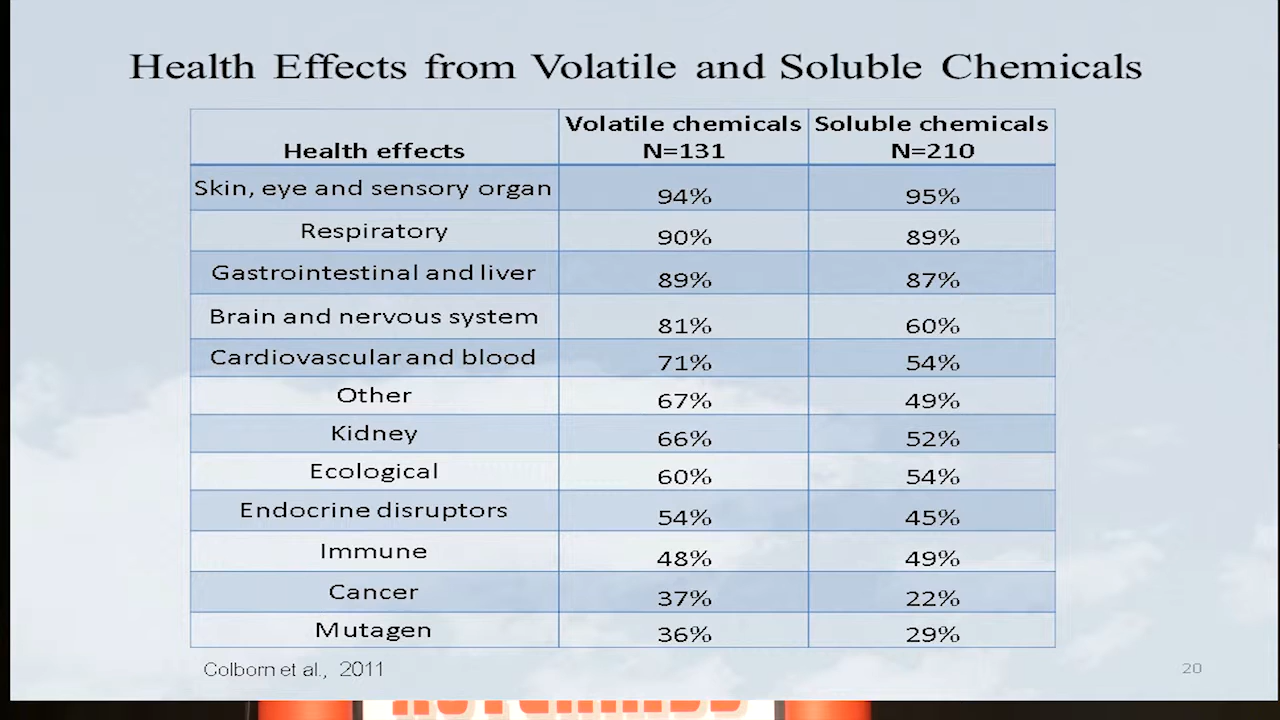 Health Effects from Volatile and Soluble Chemicals
Health effects Volatile chemicals N=131 Soluble chemicals N=210
Skin, eye and sensory organ 94% 95%
Respiratory 90% 89%
Gastrointestinal and liver 89% 87%
Brain and nervous system 81% 60%
Cardiovascular and blood 71% 54%
Other 67% 49%
Kidney 66% 52%
Ecological 60% 54%
Endocrine disruptors 54% 45%
Immune 48% 49%
Cancer 37% 22%
Mutagen 36% 29%
Colborn et al., 2011
20